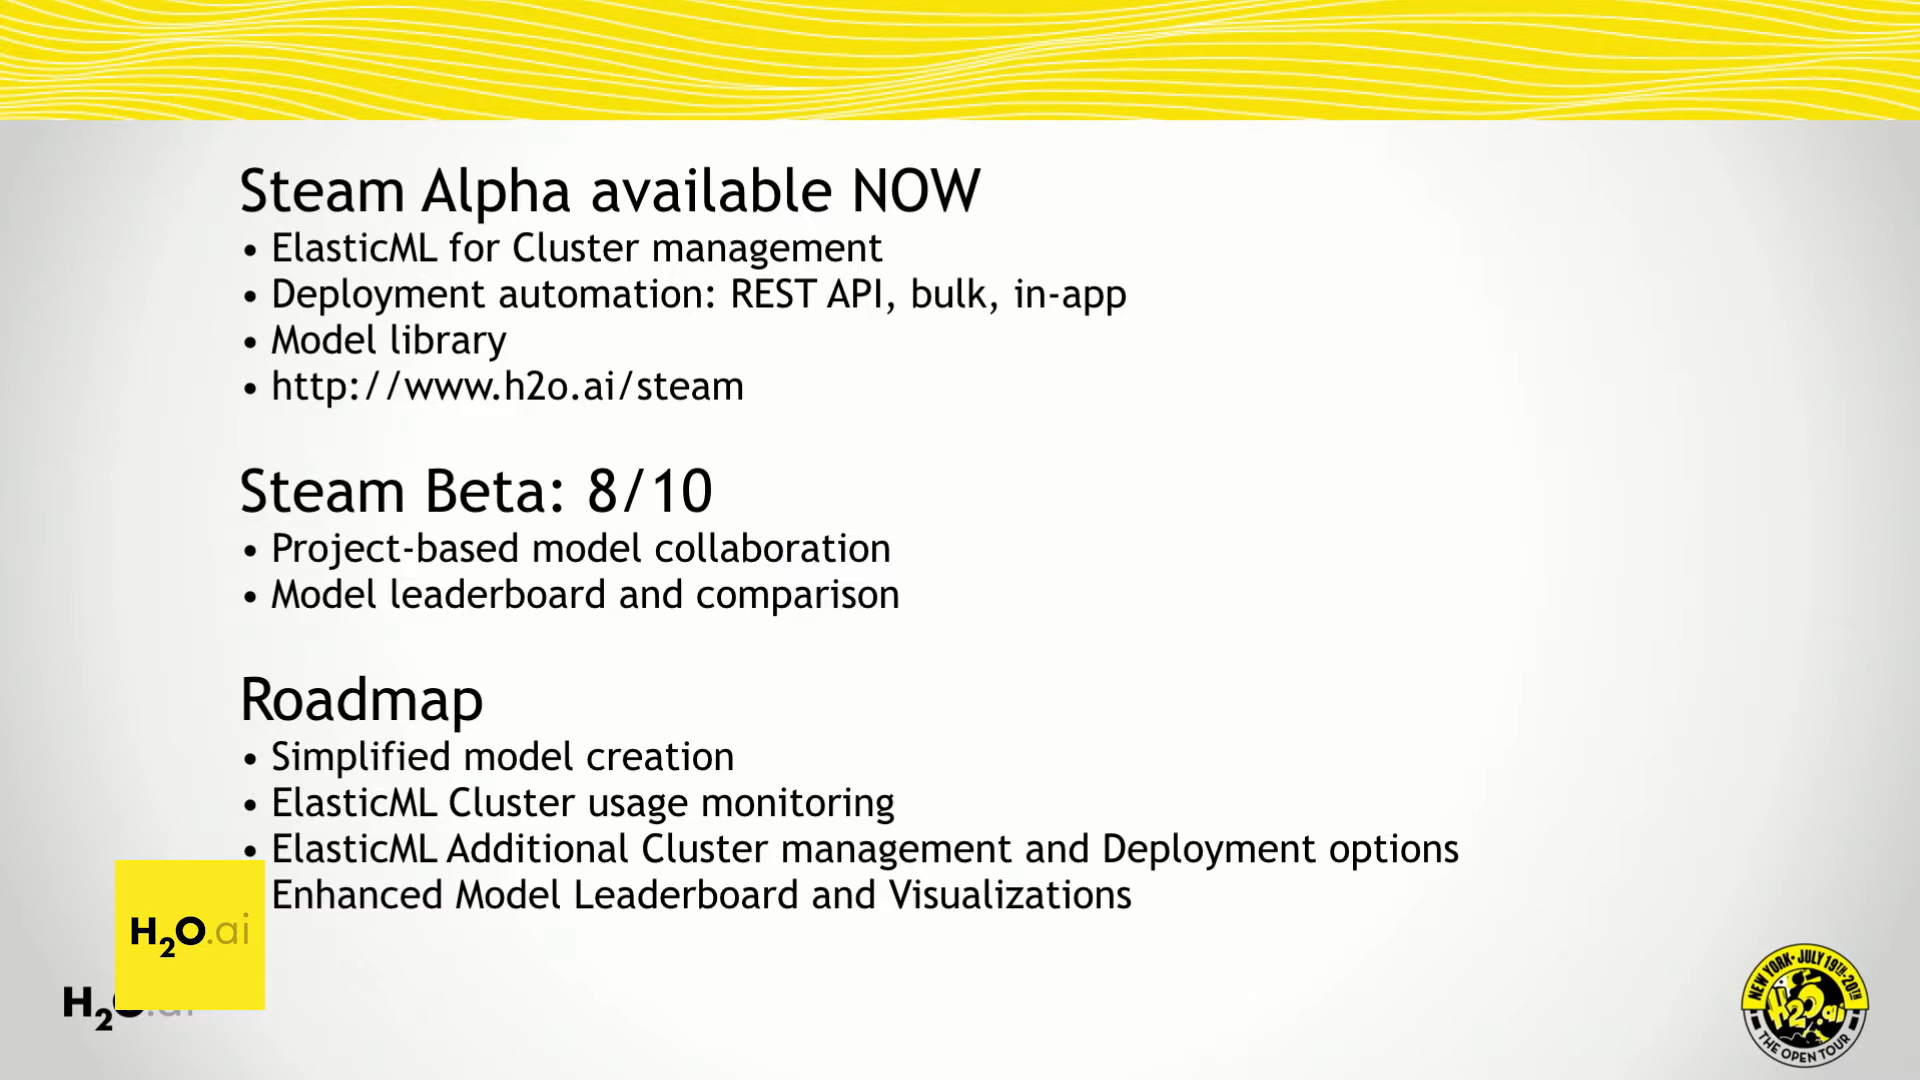 Steam Alpha available NOW
• ElasticML for Cluster management
• Deployment automation: REST API, bulk, in-app
• Model library
• http://www.h2o.ai/steam
Steam Beta: 8/10
• Project-based model collaboration
• Model leaderboard and comparison
Roadmap
• Simplified model creation
• ElasticML Cluster usage monitoring
• ElasticML Additional Cluster management and Deployment options
Enhanced Model Leaderboard and Visualizations
H2O.ai
H2O.ai
NEW YORK • JULY 19TH-20TH
H2O.ai
THE OPEN TOUR